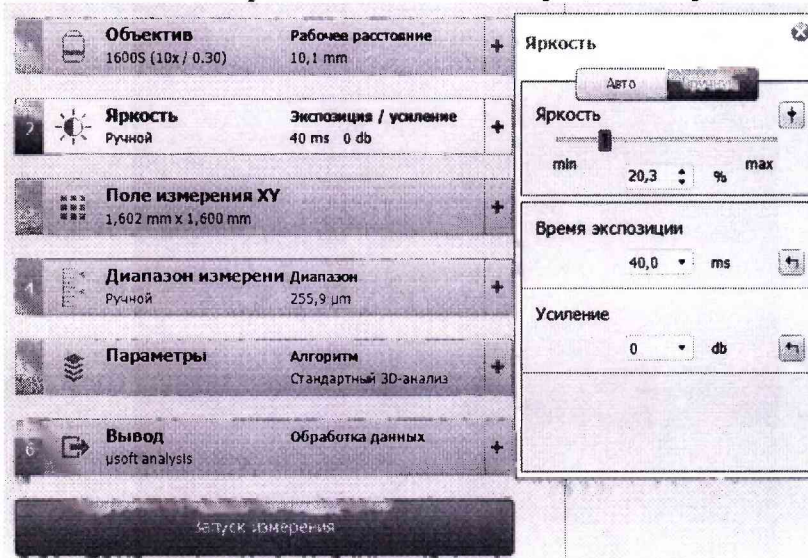 Объектив
Рабочее расстояние
1600S (10x / 0.30)
10,1 mm
+
2
Яркость
Экспозиция / усиление
Ручной
40 ms 0 db
+
Поле измерения XY
1,602 mm x 1,600 mm
+
4
Диапазон измерени
Диапазон
Ручной
255,9 µm
+
Параметры
Алгоритм
Стандартный 3D-анализ
+
6
Вывод
Обработка данных
µsoft analysis
+
Запуск измерения
Яркость
Авто
Яркость
min
max
20,3 %
Время экспозиции
40,0 ms
Усиление
0 db